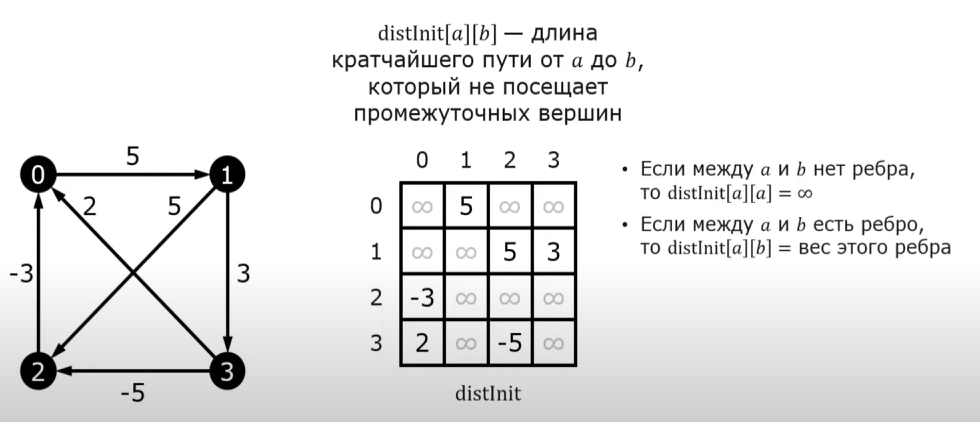 distInit[a][b] — длина
кратчайшего пути от a до b,
который не посещает
промежуточных вершин
0
5
1
2
5
-3
3
2
-5
3
0 1 2 3
0 ∞ 5 ∞ ∞
1 ∞ ∞ 5 3
2 -3 ∞ ∞ ∞
3 2 ∞ -5 ∞
distInit
• Если между a и b нет ребра,
то distInit[a][a] = ∞
• Если между a и b есть ребро,
то distInit[a][b] = вес этого ребра